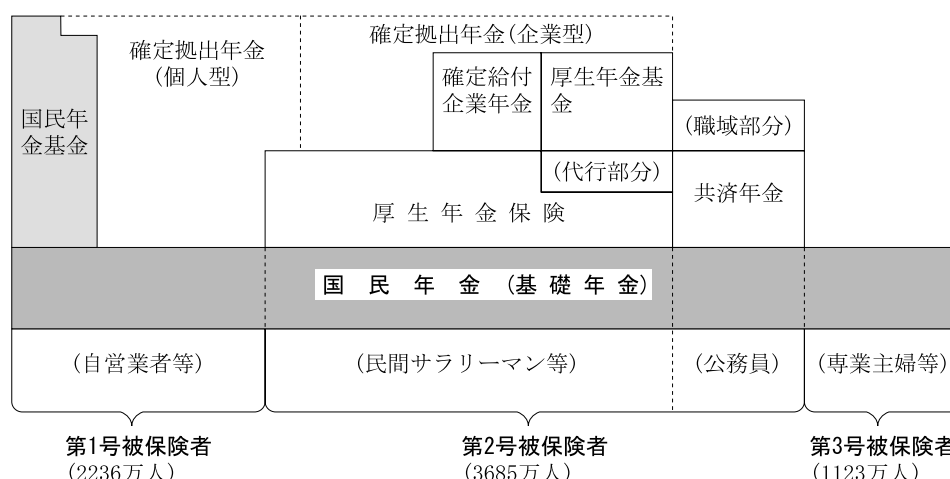 確定拠出年金
(個人型)
確定拠出年金(企業型)
国民年
金基金
確定給付
企業年金
厚生年金基
金
(職域部分)
(代行部分)
共済年金
厚生年金保険
国民年金(基礎年金)
(自営業者等)
(民間サラリーマン等)
(公務員)
(専業主婦等)
第1号被保険者
(2236万人)
第2号被保険者
(3685万人)
第3号被保険者
(1123万人)